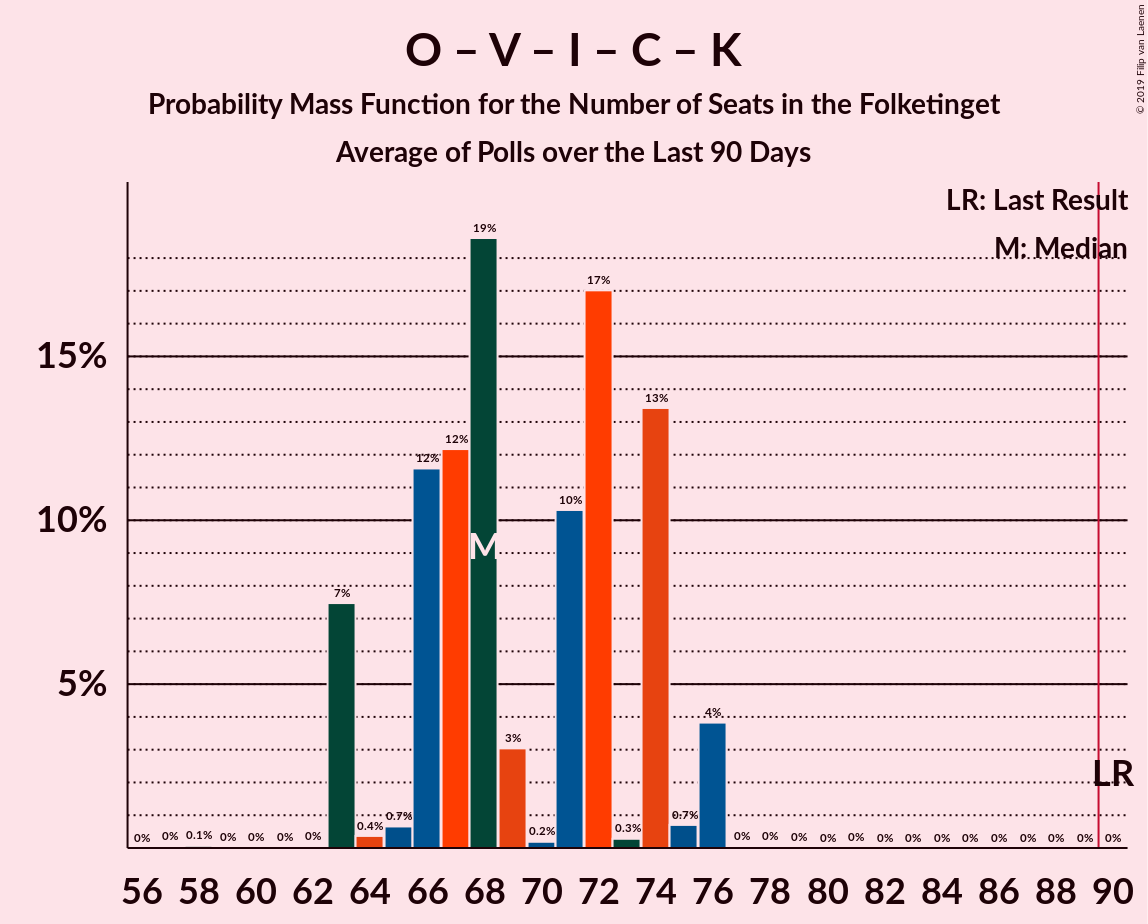 O – V – I – C – K
Probability Mass Function for the Number of Seats in the Folketinget
Average of Polls over the Last 90 Days
© 2019 Filip van Laenen
LR: Last Result
M: Median
15%
10%
5%
0% 0% 0.1% 0% 0% 0% 0% 7% 0.4% 0.7% 12% 12% 19% 3% 0.2% 10% 17% 0.3% 13% 0.7% 4% 0% 0% 0% 0% 0% 0% 0% 0% 0% 0% 0% 0% 0% 0%
M
LR
56 58 60 62 64 66 68 70 72 74 76 78 80 82 84 86 88 90